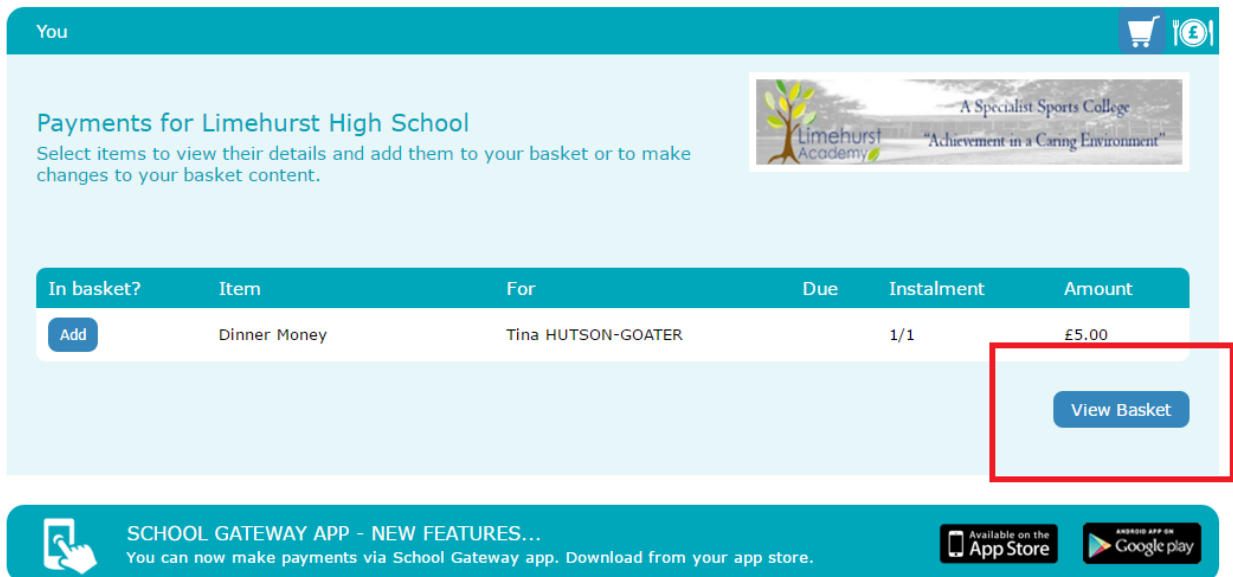 You
Payments for Limehurst High School
Select items to view their details and add them to your basket or to make
changes to your basket content.
Limehurst
Academy
A Specialist Sports College
"Achievement in a Caring Environment"
In basket? Item For Due Instalment Amount
Add Dinner Money Tina HUTSON-GOATER 1/1 £5.00
View Basket
SCHOOL GATEWAY APP - NEW FEATURES...
You can now make payments via School Gateway app. Download from your app store.
Available on the
App Store
ANDROID APP ON
Google play